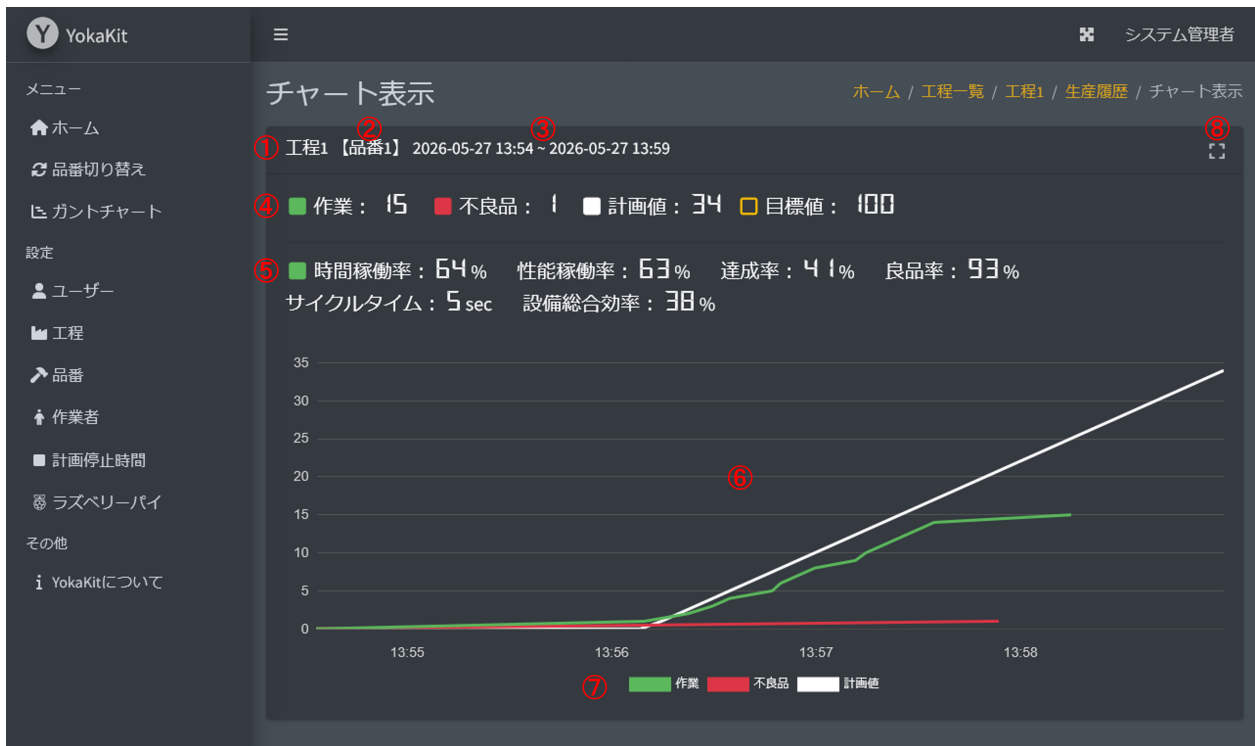 Y YokaKit
システム管理者
メニュー
ホーム
品番切り替え
ガントチャート
設定
ユーザー
工程
品番
作業者
計画停止時間
ラズベリーパイ
その他
YokaKitについて
チャート表示
ホーム / 工程一覧 / 工程1 / 生産履歴 / チャート表示
② ③ ⑧
① 工程1 【品番1】 2026-05-27 13:54 ~ 2026-05-27 13:59
④ 作業： 15 不良品： 1 計画値： 34 目標値： 100
⑤ 時間稼働率： 64% 性能稼働率： 63% 達成率： 41% 良品率： 93%
サイクルタイム： 5 sec 設備総合効率： 38%
35
30
25
20
15
10
5
0
⑥
13:55 13:56 13:57 13:58
⑦ 作業 不良品 計画値